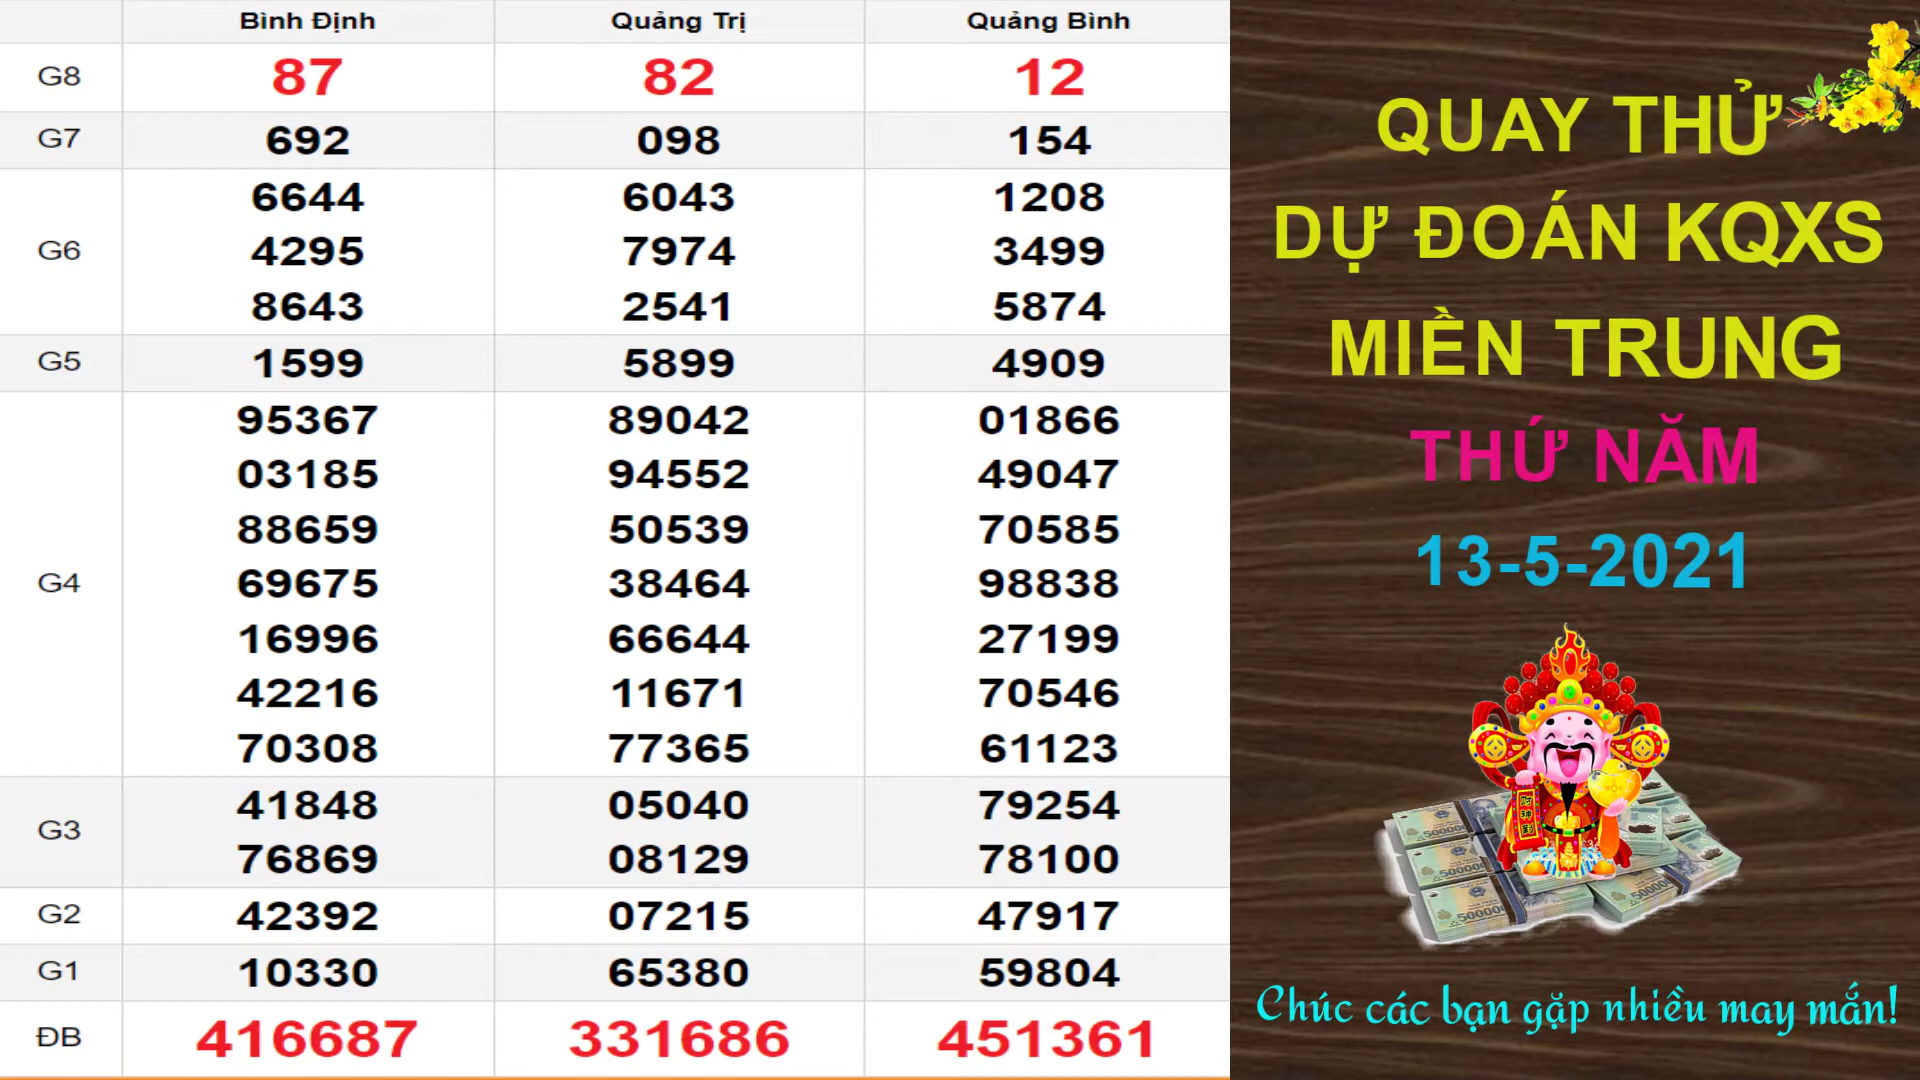 Bình Định Quảng Trị Quảng Bình
G8 87 82 12
G7 692 098 154
6644 6043 1208
G6 4295 7974 3499
8643 2541 5874
G5 1599 5899 4909
95367 89042 01866
03185 94552 49047
88659 50539 70585
G4 69675 38464 98838
16996 66644 27199
42216 11671 70546
70308 77365 61123
G3
41848 05040 79254
76869 08129 78100
G2 42392 07215 47917
G1 10330 65380 59804
ĐB 416687 331686 451361
QUAY THỬ
DỰ ĐOÁN KQXS
MIỀN TRUNG
THỨ NĂM
13-5-2021
Chúc các bạn gặp nhiều may mắn!